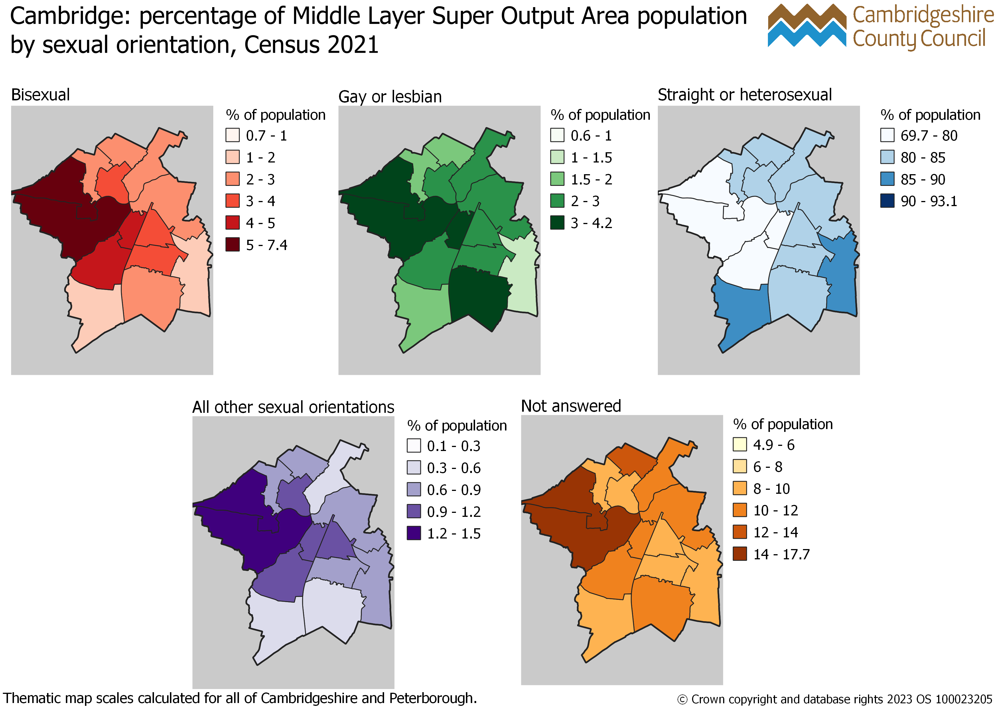 Cambridge: percentage of Middle Layer Super Output Area population
by sexual orientation, Census 2021
Cambridgeshire
County Council
Bisexual
% of population
0.7 - 1
1 - 2
2 - 3
3 - 4
4 - 5
5 - 7.4
Gay or lesbian
% of population
0.6 - 1
1 - 1.5
1.5 - 2
2 - 3
3 - 4.2
Straight or heterosexual
% of population
69.7 - 80
80 - 85
85 - 90
90 - 93.1
All other sexual orientations
% of population
0.1 - 0.3
0.3 - 0.6
0.6 - 0.9
0.9 - 1.2
1.2 - 1.5
Not answered
% of population
4.9 - 6
6 - 8
8 - 10
10 - 12
12 - 14
14 - 17.7
Thematic map scales calculated for all of Cambridgeshire and Peterborough.
© Crown copyright and database rights 2023 OS 100023205